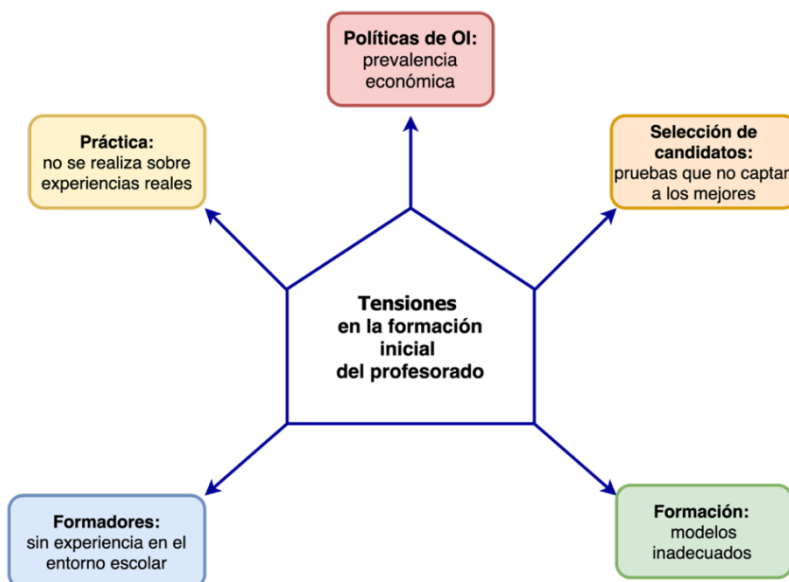 Políticas de OI:
prevalencia
económica
Práctica:
no se realiza sobre
experiencias reales
Selección de
candidatos:
pruebas que no captan
a los mejores
Tensiones
en la formación
inicial
del profesorado
Formadores:
sin experiencia en el
entorno escolar
Formación:
modelos
inadecuados